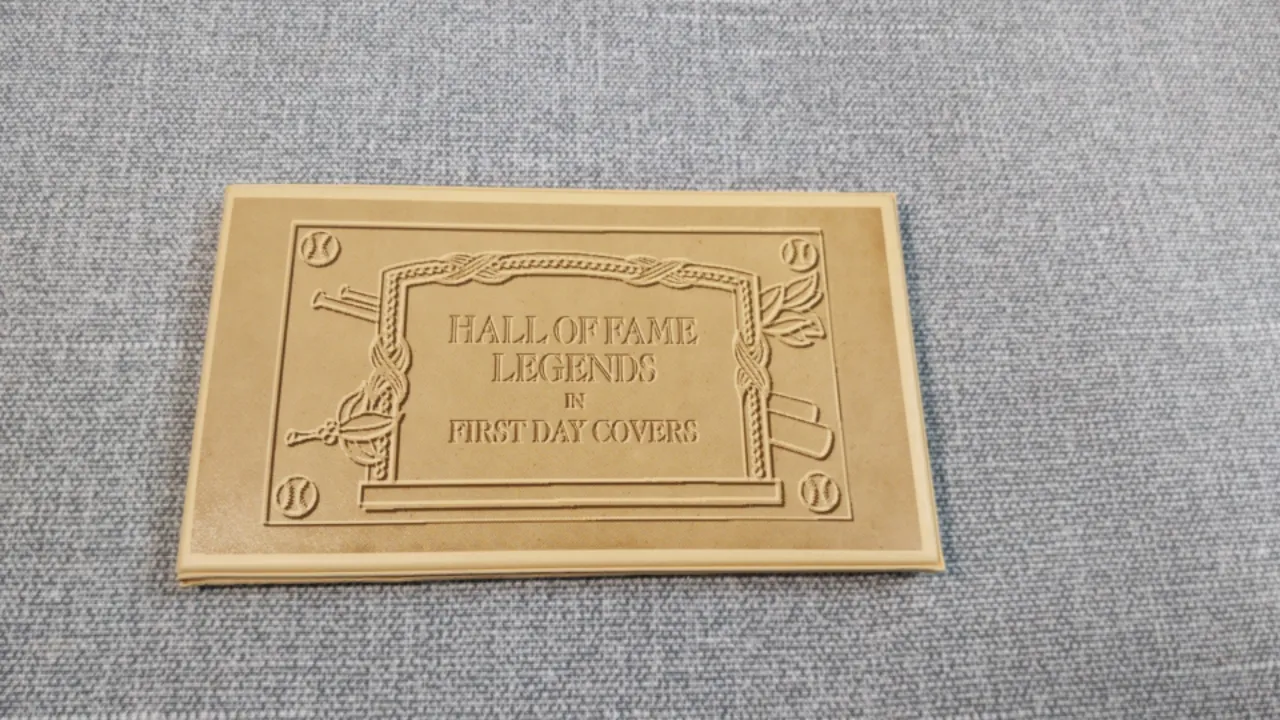 HALL OF FAME
LEGENDS
IN
FIRST DAY COVERS